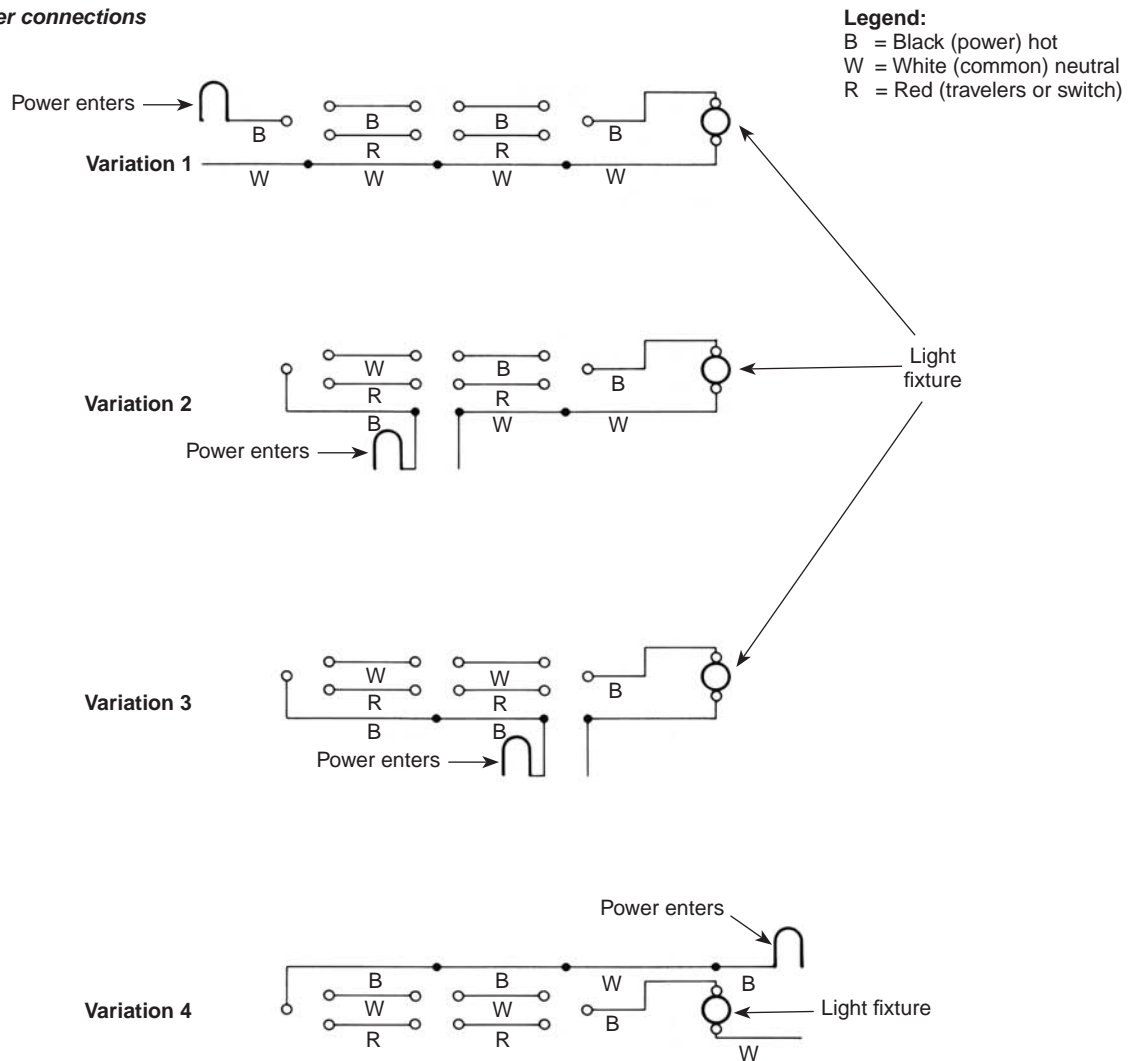 connections
Legend:
B = Black (power) hot
W = White (common) neutral
R = Red (travelers or switch)
Power enters
B
B
B
B
R
R
Variation 1
W
W
W
W
W
B
B
R
R
Variation 2
B
W
W
Power enters
Light
fixture
W
W
B
R
R
Variation 3
B
B
Power enters
Power enters
B
B
W
B
Variation 4
W
W
B
Light fixture
R
R
W